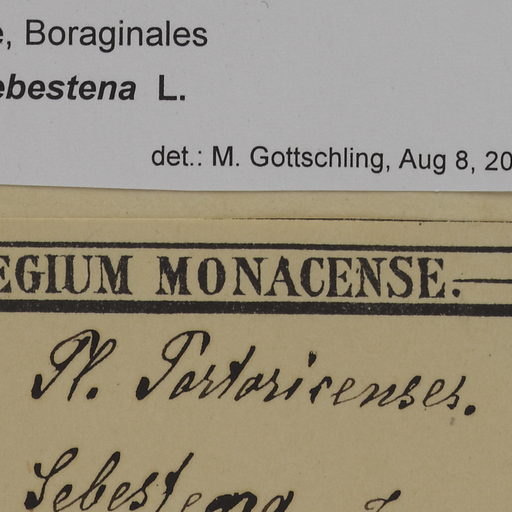 e, Boraginales
ebestena L.
det.: M. Gottschling, Aug 8, 20
EGIUM MONACENSE.
Pl. Portoricenses.
Sebestena